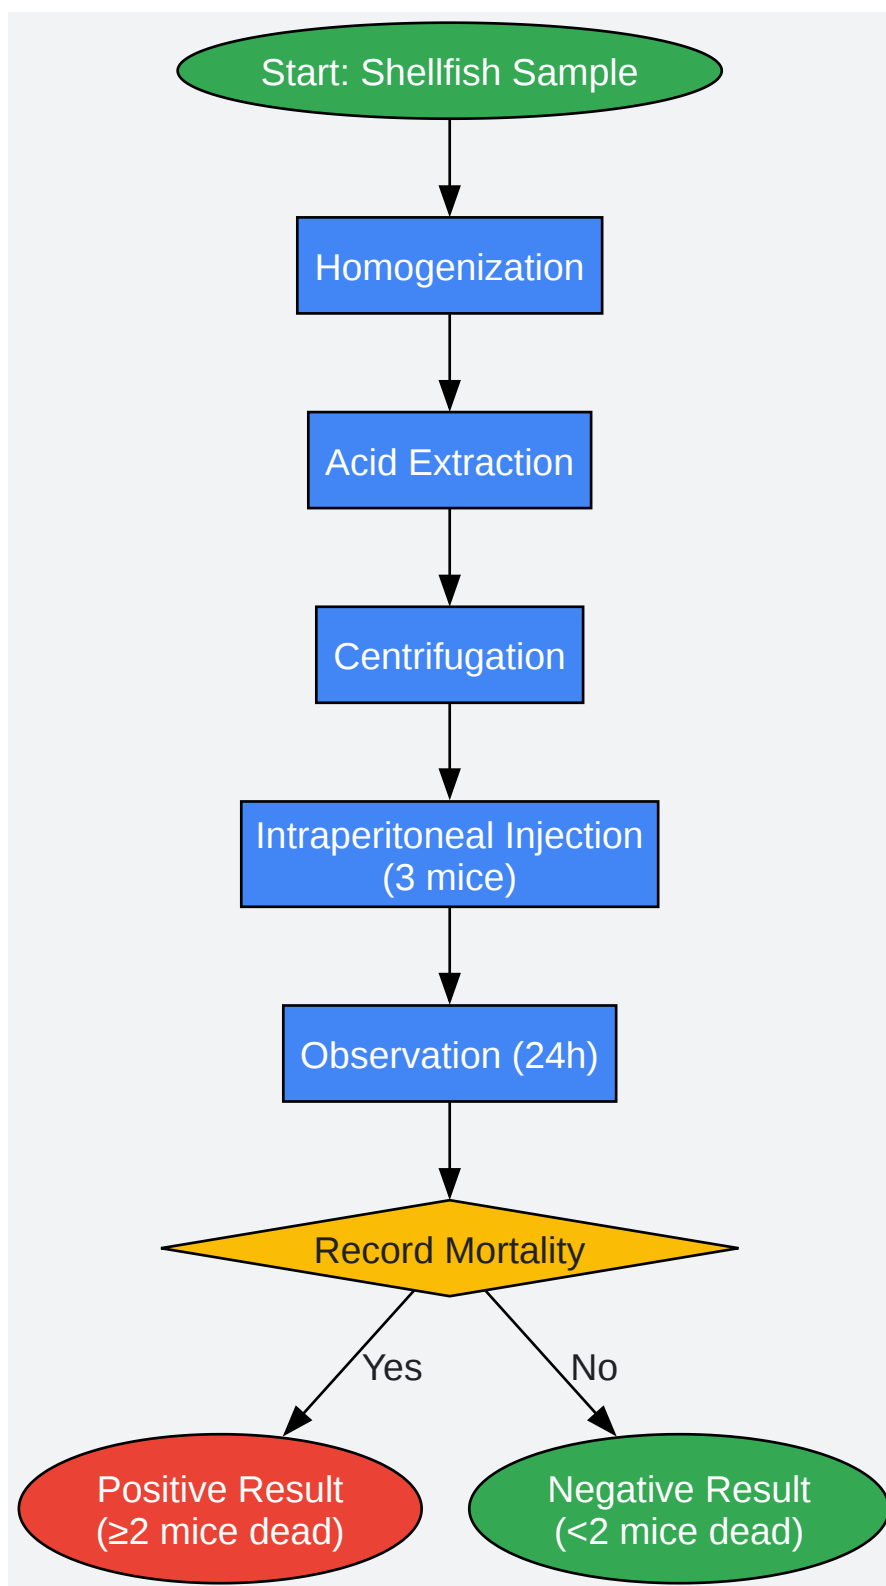 Start: Shellfish Sample
Homogenization
Acid Extraction
Centrifugation
Intraperitoneal Injection
(3 mice)
Observation (24h)
Record Mortality
Yes
No
Positive Result
(≥2 mice dead)
Negative Result
(<2 mice dead)